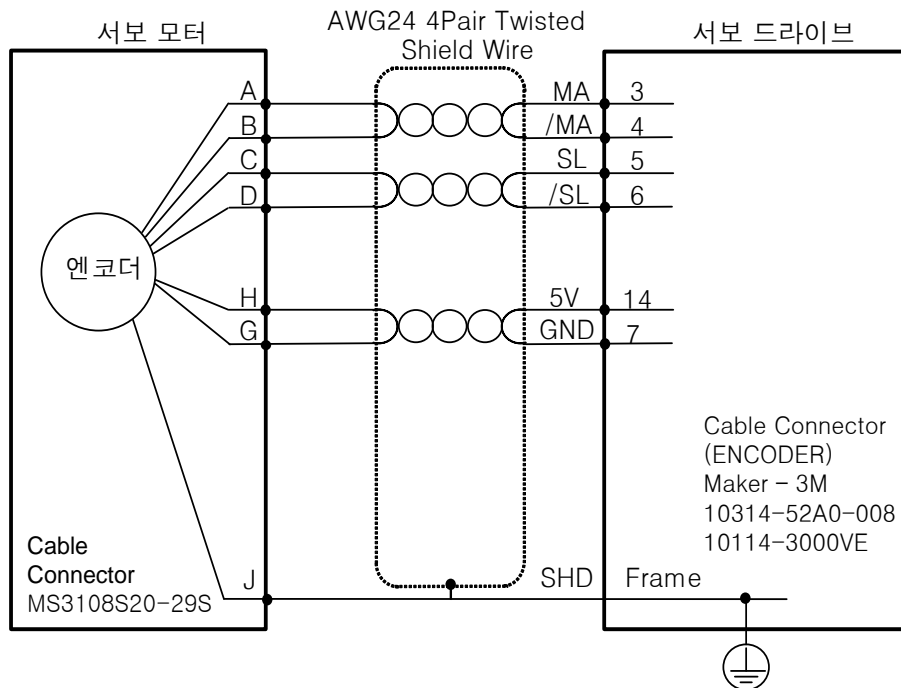 서보 모터
AWG24 4Pair Twisted
Shield Wire
서보 드라이브
A
MA
3
B
/MA
4
C
SL
5
D
/SL
6
엔코더
H
5V
14
G
GND
7
Cable Connector
(ENCODER)
Maker - 3M
10314-52A0-008
10114-3000VE
Cable
Connector
MS3108S20-29S
J
SHD
Frame